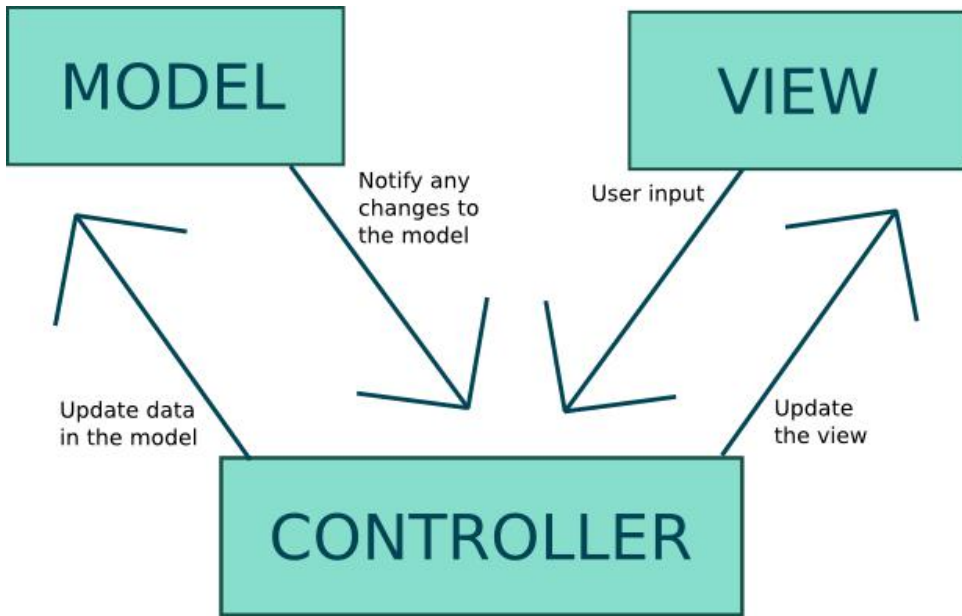 MODEL
VIEW
Notify any
changes to
the model
User input
Update data
in the model
Update
the view
CONTROLLER